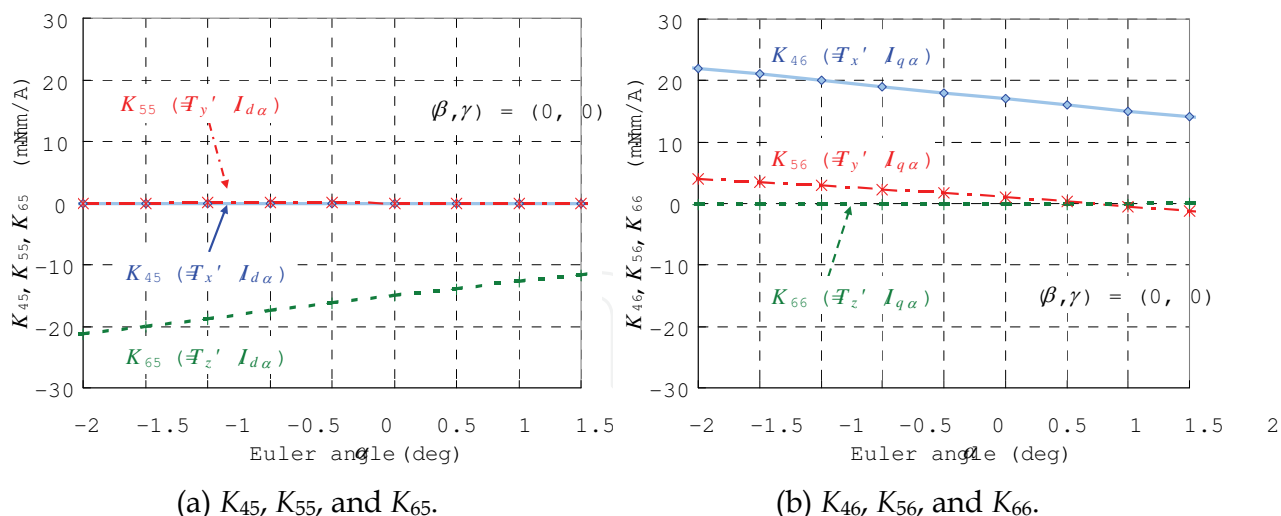 30
20
10
0
−10
−20
−30
K45, K55, K65 (mNm/A)
K55 (=Ty′ Idα)
(β,γ) = (0, 0)
K45 (=Tx′ Idα)
K65 (=Tz′ Idα)
−2 −1.5 −1 −0.5 0 0.5 1 1.5
Euler angle α (deg)
(a) K45, K55, and K65.
30
20
10
0
−10
−20
−30
K46, K56, K66 (mNm/A)
K46 (=Tx′ Iqα)
K56 (=Ty′ Iqα)
K66 (=Tz′ Iqα)
(β,γ) = (0, 0)
−2 −1.5 −1 −0.5 0 0.5 1 1.5 2
Euler angle α (deg)
(b) K46, K56, and K66.